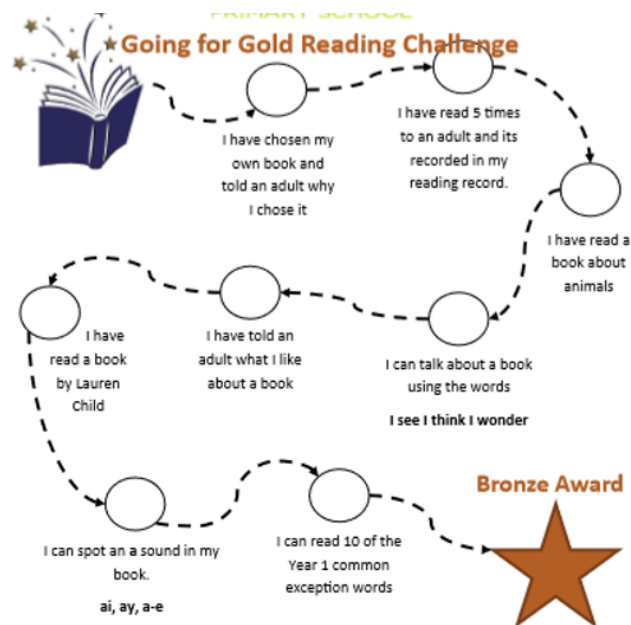 PRIMARY SCHOOL
Going for Gold Reading Challenge
I have chosen my
own book and
told an adult why
I chose it
I have read 5 times
to an adult and its
recorded in my
reading record.
I have read a
book about
animals
I can talk about a book
using the words
I see I think I wonder
I have told an
adult what I like
about a book
I have
read a book
by Lauren
Child
I can spot an a sound in my
book.
ai, ay, a-e
I can read 10 of the
Year 1 common
exception words
Bronze Award